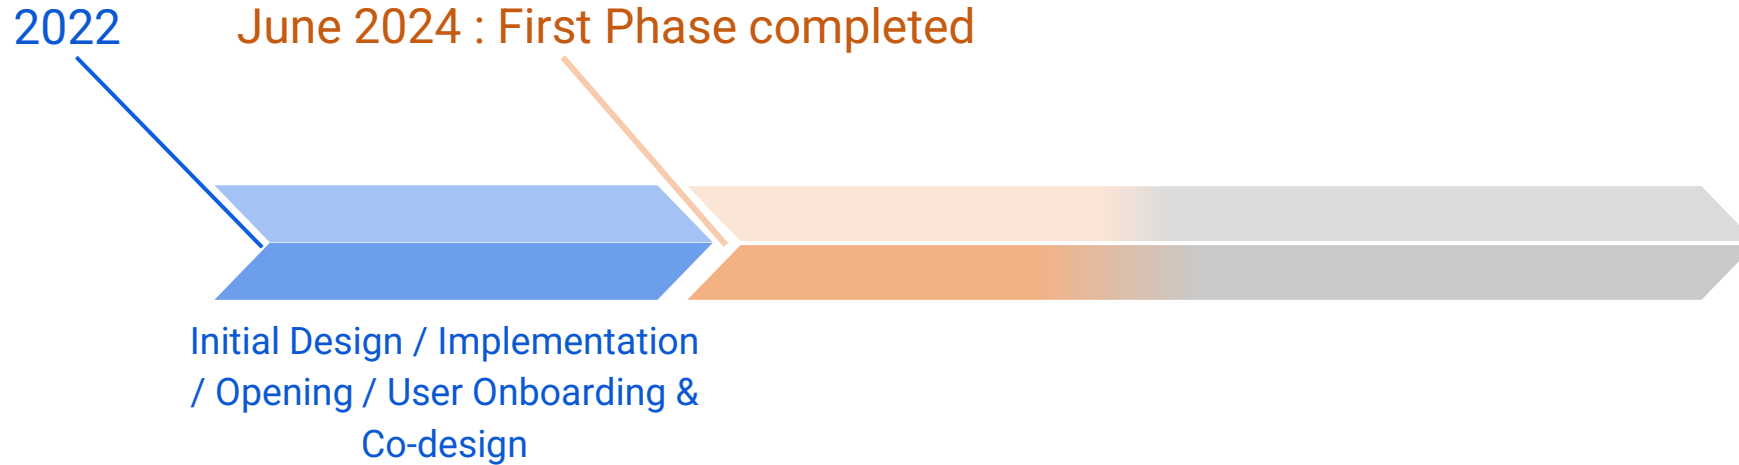 2022
June 2024 : First Phase completed
Initial Design / Implementation
/ Opening / User Onboarding &
Co-design